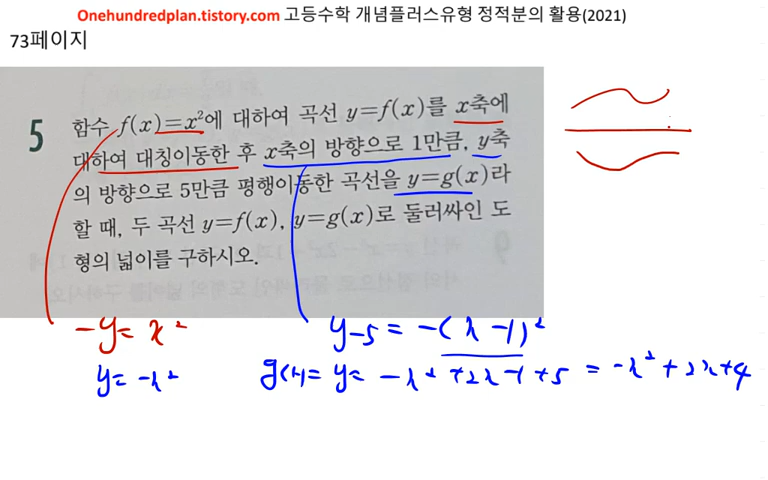 Onehundredplan.tistory.com 고등수학 개념플러스유형 정적분의 활용(2021)
73페이지
5 함수 f(x)=x²에 대하여 곡선 y=f(x)를 x축에
대하여 대칭이동한 후 x축의 방향으로 1만큼, y축
의 방향으로 5만큼 평행이동한 곡선을 y=g(x)라
할 때, 두 곡선 y=f(x), y=g(x)로 둘러싸인 도
형의 넓이를 구하시오.
-y= x² y-5 = -(x-1)²
y= -x² g(x)= y= -x²+2x-1+5 = -x²+2x+4